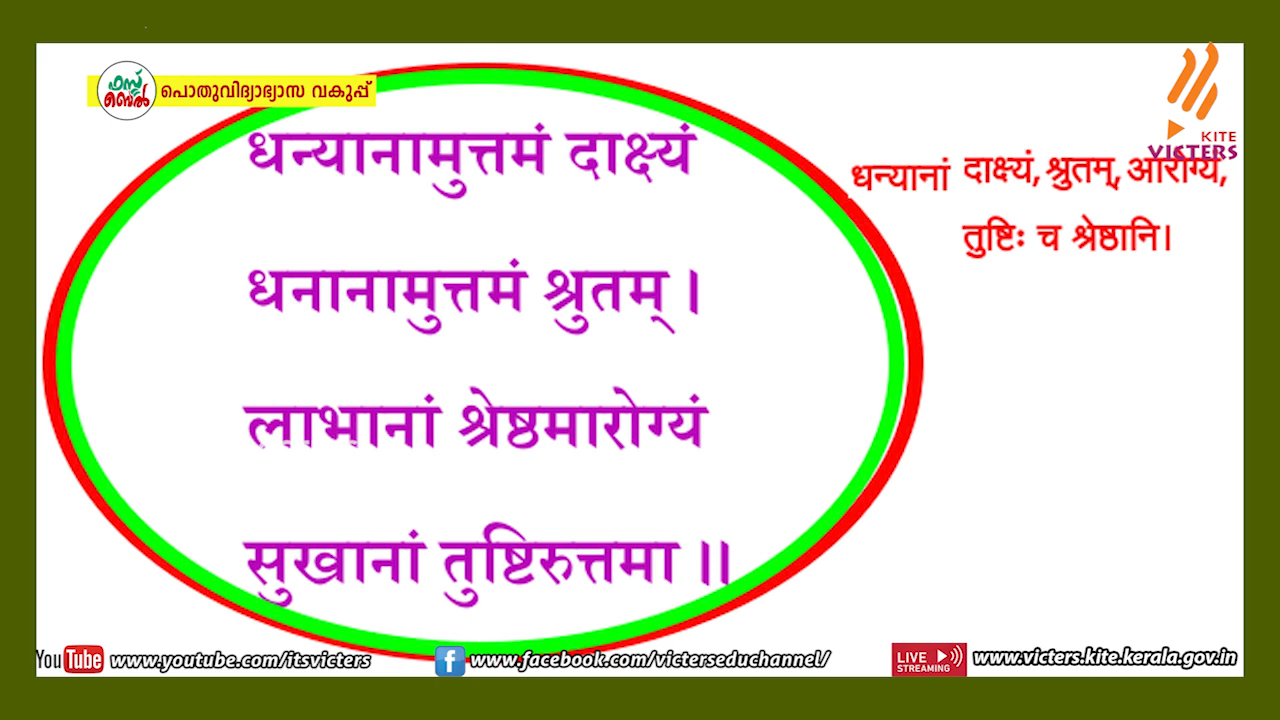 ഫസ്റ്റ് ബെൽ
പൊതുവിദ്യാഭ്യാസ വകുപ്പ്
KITE
VICTERS
धन्यानामुत्तमं दाक्ष्यं
धनानामुत्तमं श्रुतम् ।
लाभानां श्रेष्ठमारोग्यं
सुखानां तुष्टिरुत्तमा ॥
धन्यानां दाक्ष्यं, श्रुतम्, आरोग्यं,
तुष्टिः च श्रेष्ठानि।
YouTube www.youtube.com/itsvicters
f www.facebook.com/victerseduchannel/
LIVE STREAMING www.victers.kite.kerala.gov.in